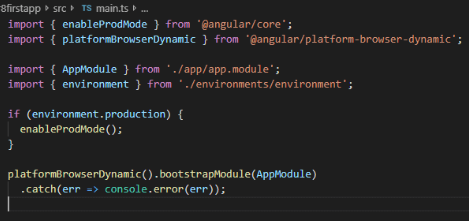 8firstapp > src > TS main.ts > ...
import { enableProdMode } from '@angular/core';
import { platformBrowserDynamic } from '@angular/platform-browser-dynamic';
import { AppModule } from './app/app.module';
import { environment } from './environments/environment';
if (environment.production) {
  enableProdMode();
}
platformBrowserDynamic().bootstrapModule(AppModule)
  .catch(err => console.error(err));